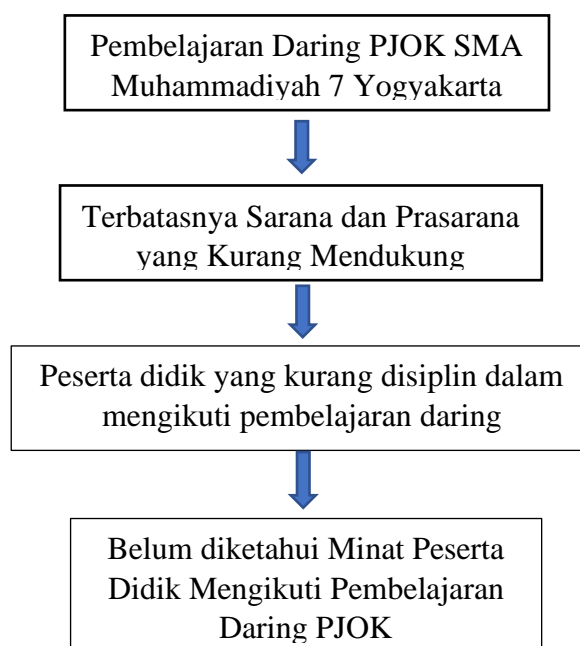 Pembelajaran Daring PJOK SMA
Muhammadiyah 7 Yogyakarta
Terbatasnya Sarana dan Prasarana
yang Kurang Mendukung
Peserta didik yang kurang disiplin dalam
mengikuti pembelajaran daring
Belum diketahui Minat Peserta
Didik Mengikuti Pembelajaran
Daring PJOK